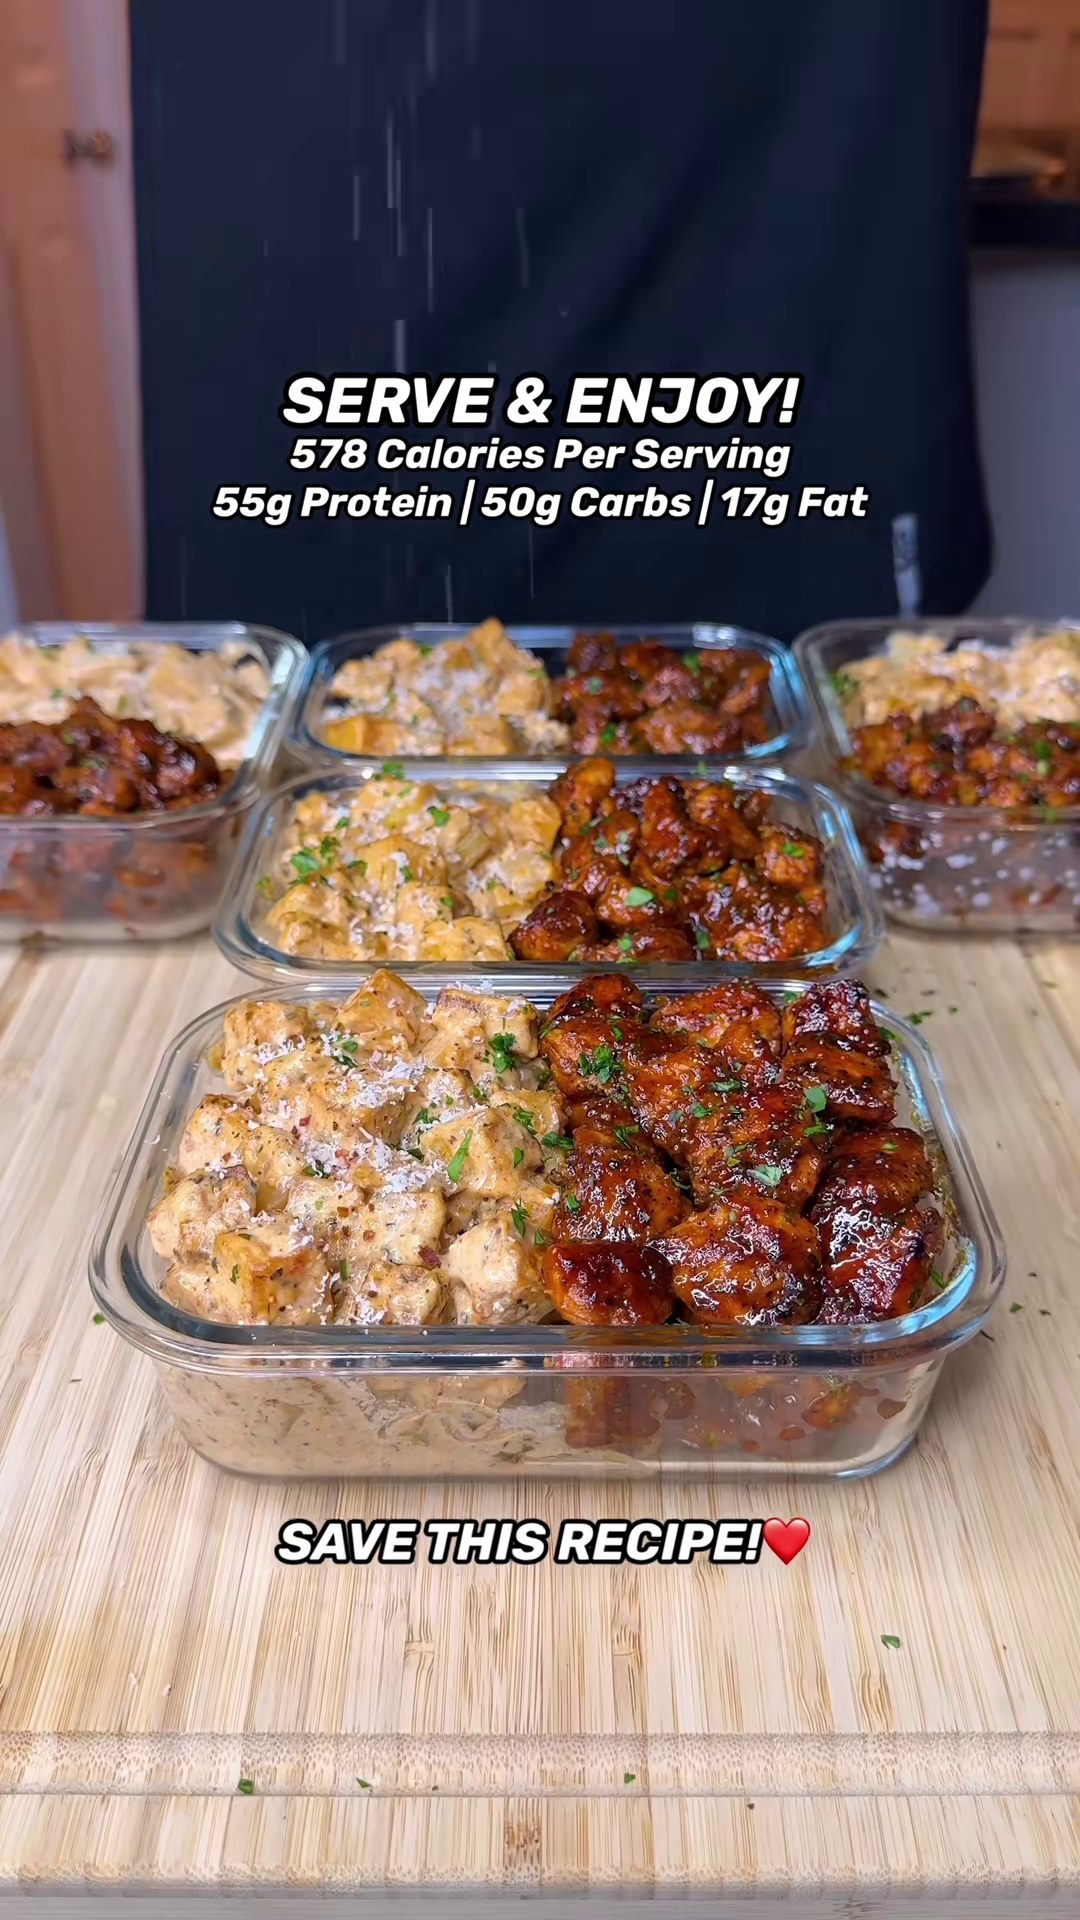 SERVE & ENJOY!
578 Calories Per Serving
55g Protein | 50g Carbs | 17g Fat
SAVE THIS RECIPE!❤️